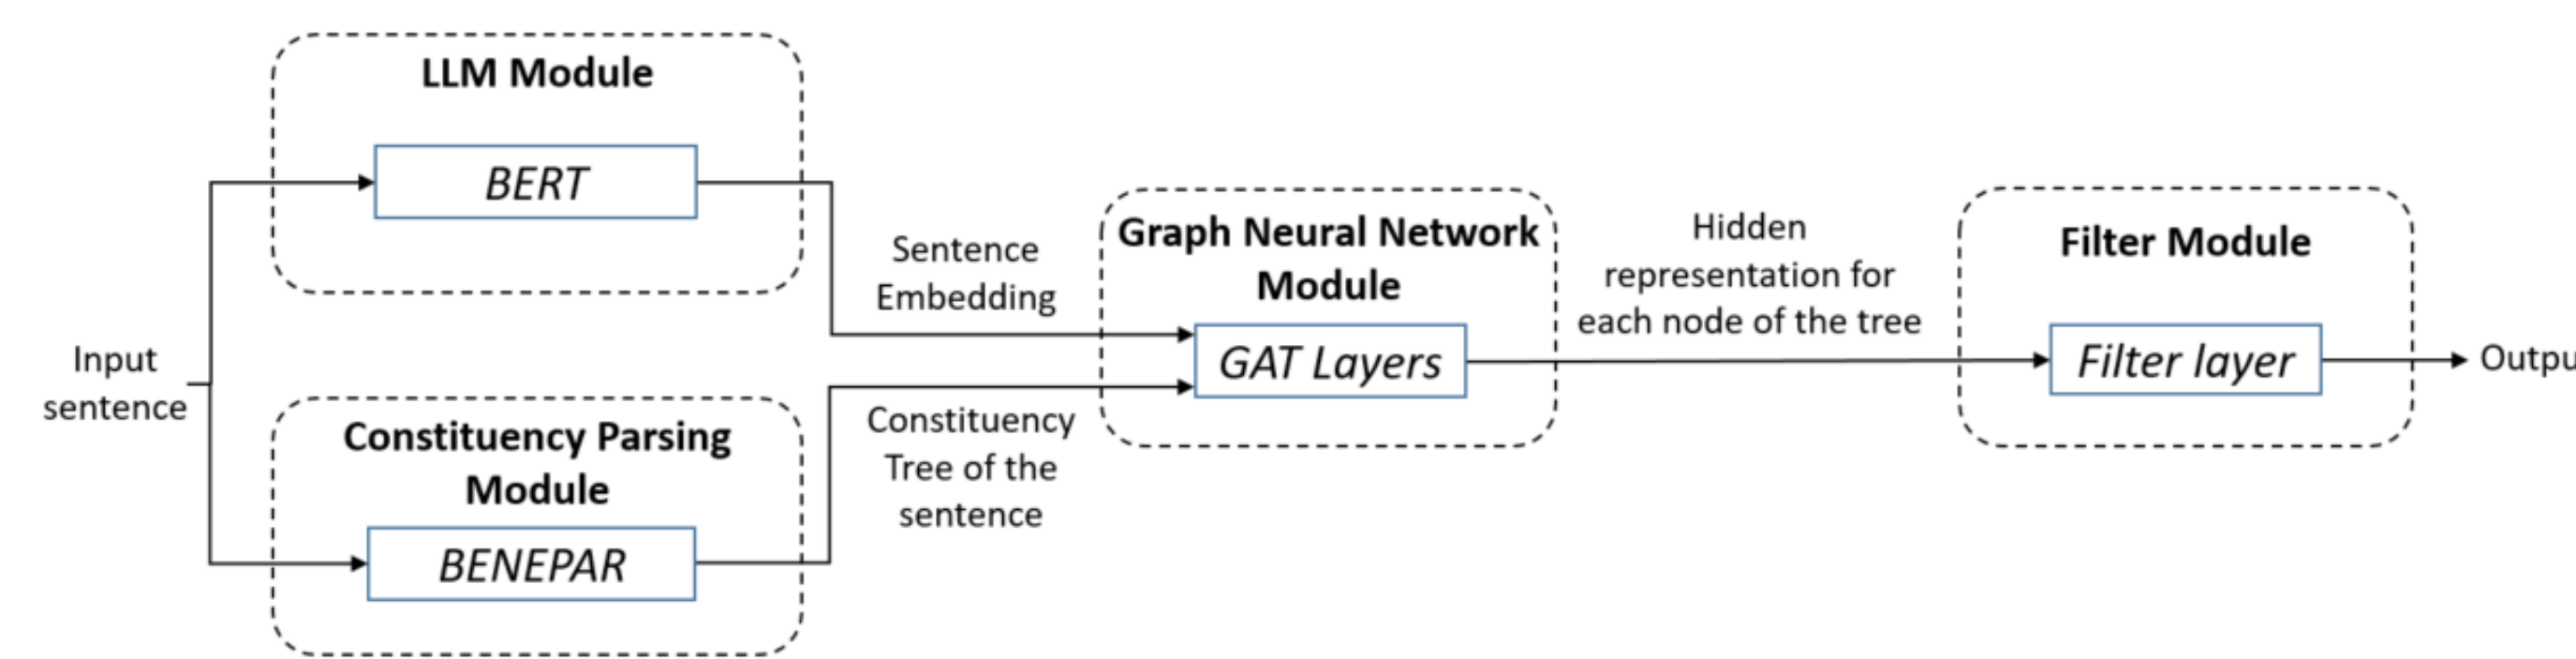 Input
sentence
LLM Module
BERT
Constituency Parsing
Module
BENEPAR
Sentence
Embedding
Constituency
Tree of the
sentence
Graph Neural Network
Module
GAT Layers
Hidden
representation for
each node of the tree
Filter Module
Filter layer
Outpu